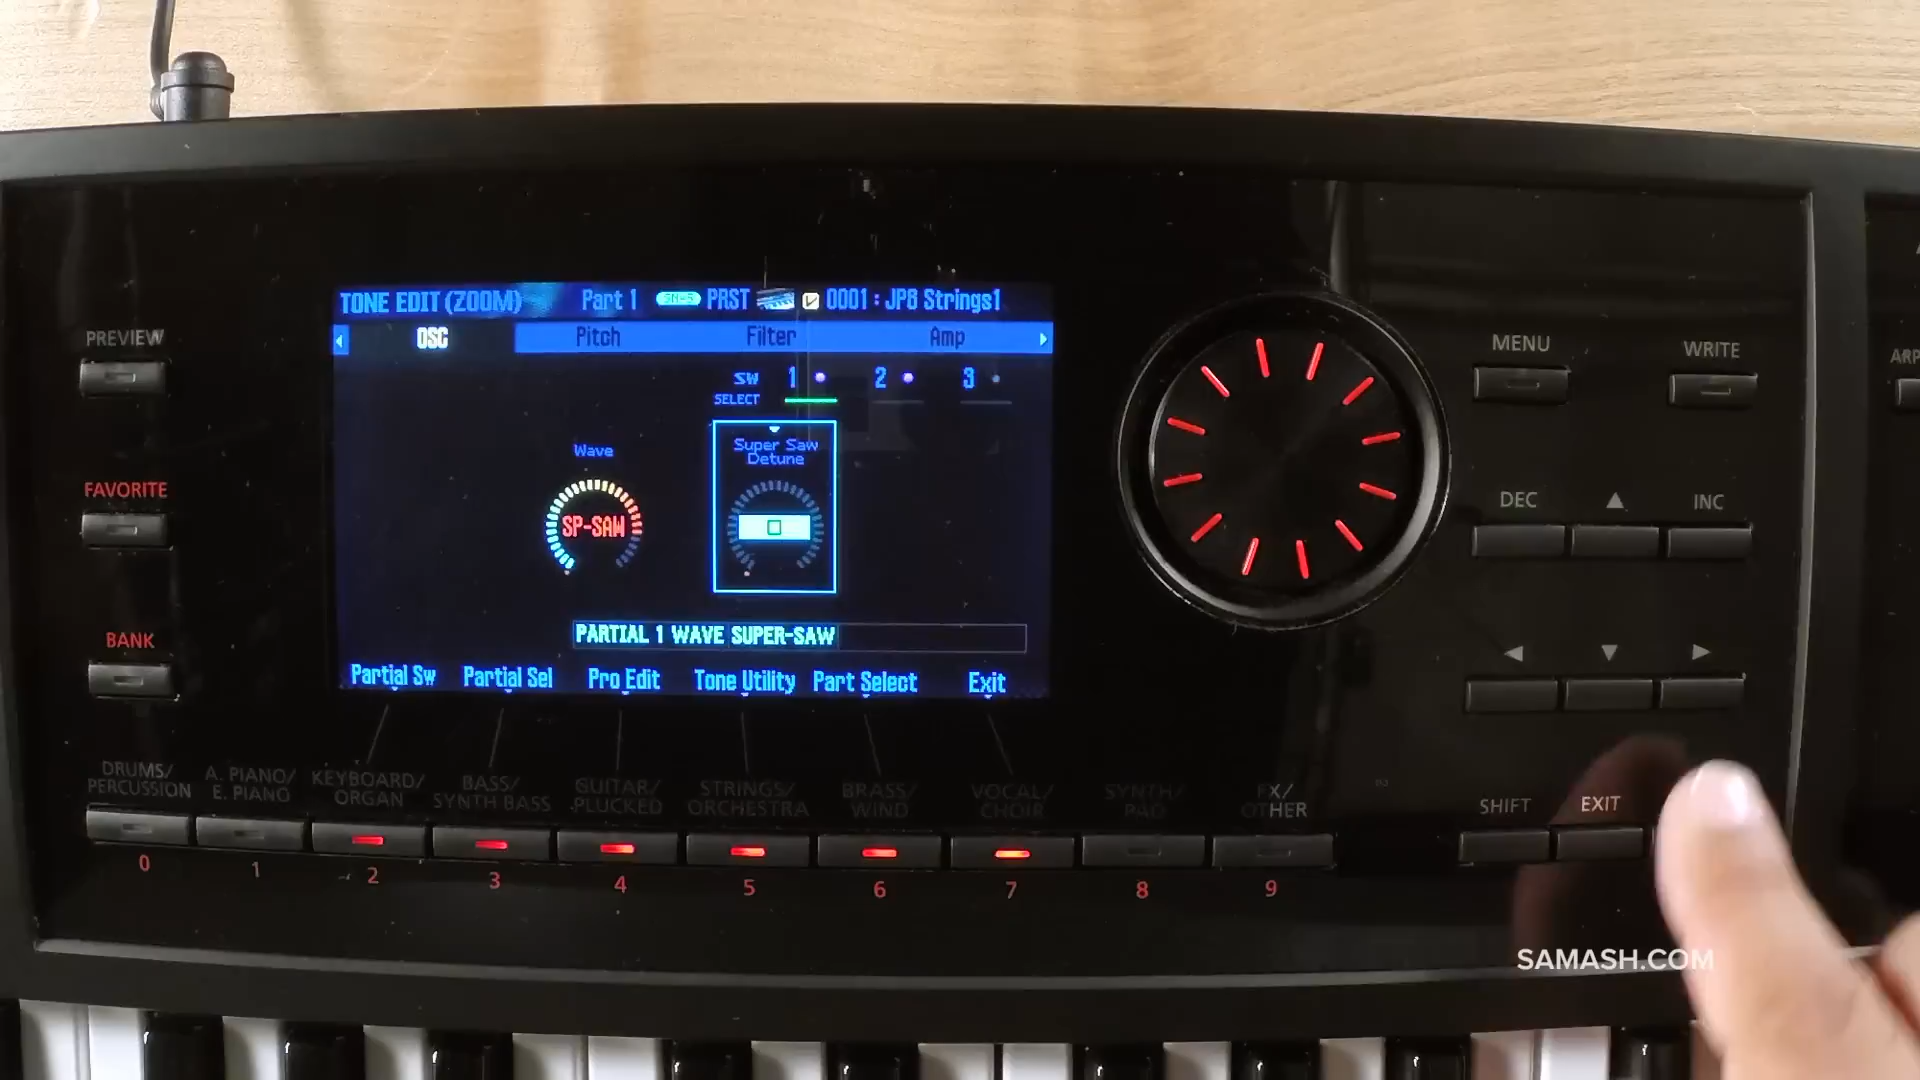 TONE EDIT (ZOOM) Part 1 SN-S PRST 0001 : JP8 Strings1
OSC Pitch Filter Amp
SW 1 2 3
SELECT
Wave
Super Saw
Detune
SP-SAW
0
PARTIAL 1 WAVE SUPER-SAW
Partial Sw Partial Sel Pro Edit Tone Utility Part Select Exit
PREVIEW
FAVORITE
BANK
MENU WRITE
DEC ▲ INC
◀ ▼ ▶
SHIFT EXIT
DRUMS/
PERCUSSION
A. PIANO/
E. PIANO
KEYBOARD/
ORGAN
BASS/
SYNTH BASS
GUITAR/
PLUCKED
STRINGS/
ORCHESTRA
BRASS/
WIND
VOCAL/
CHOIR
SYNTH/
PAD
FX/
OTHER
0 1 2 3 4 5 6 7 8 9
SAMASH.COM